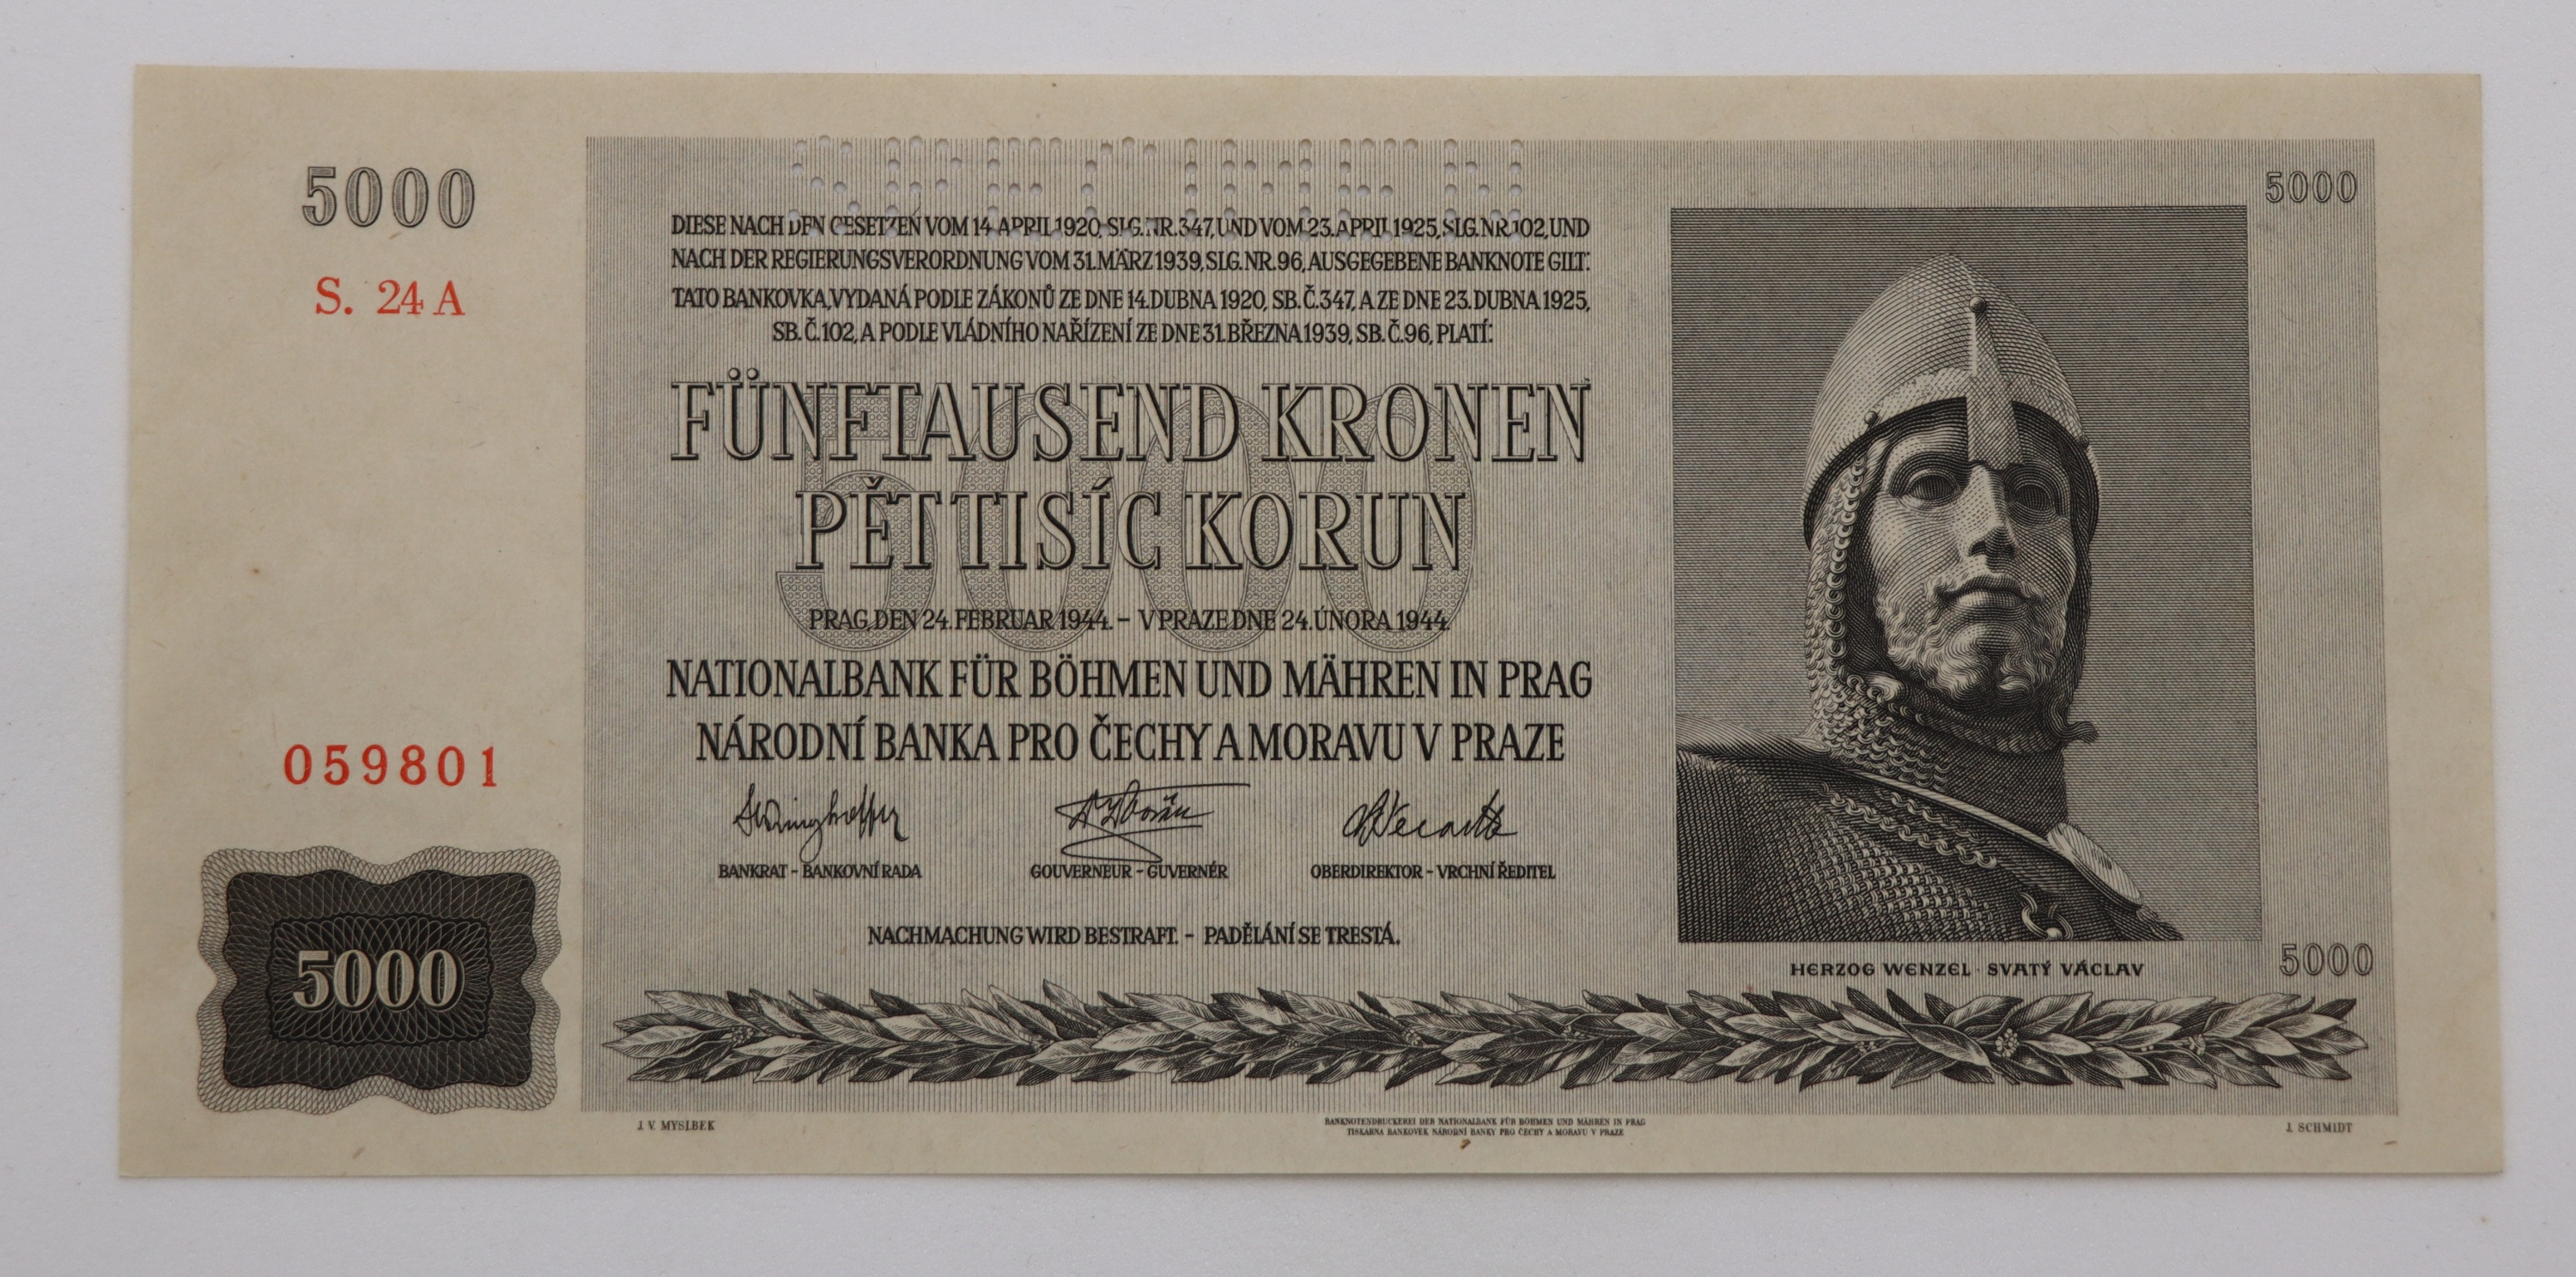 SPECIMEN
5000
5000
S. 24 A
DIESE NACH DEN GESETZEN VOM 14. APRIL 1920, SLG. NR. 347, UND VOM 23. APRIL 1925, SLG. NR. 102, UND
NACH DER REGIERUNGSVERORDNUNG VOM 31. MÄRZ 1939, SLG. NR. 96, AUSGEGEBENE BANKNOTE GILT:
TATO BANKOVKA, VYDANÁ PODLE ZÁKONŮ ZE DNE 14. DUBNA 1920, SB. Č. 347, A ZE DNE 23. DUBNA 1925,
SB. Č. 102, A PODLE VLÁDNÍHO NAŘÍZENÍ ZE DNE 31. BŘEZNA 1939, SB. Č. 96, PLATÍ:
5000
FÜNFTAUSEND KRONEN
PĚT TISÍC KORUN
PRAG, DEN 24. FEBRUAR 1944. – V PRAZE DNE 24. ÚNORA 1944.
NATIONALBANK FÜR BÖHMEN UND MÄHREN IN PRAG
NÁRODNÍ BANKA PRO ČECHY A MORAVU V PRAZE
059801
BANKRAT – BANKOVNÍ RADA
GOUVERNEUR – GUVERNÉR
OBERDIREKTOR – VRCHNÍ ŘEDITEL
NACHMACHUNG WIRD BESTRAFT. – PADĚLÁNÍ SE TRESTÁ.
5000
HERZOG WENZEL · SVATÝ VÁCLAV
5000
J. V. MYSLBEK
BANKNOTENDRUCKEREI DER NATIONALBANK FÜR BÖHMEN UND MÄHREN IN PRAG
TISKÁRNA BANKOVEK NÁRODNÍ BANKY PRO ČECHY A MORAVU V PRAZE
J. SCHMIDT